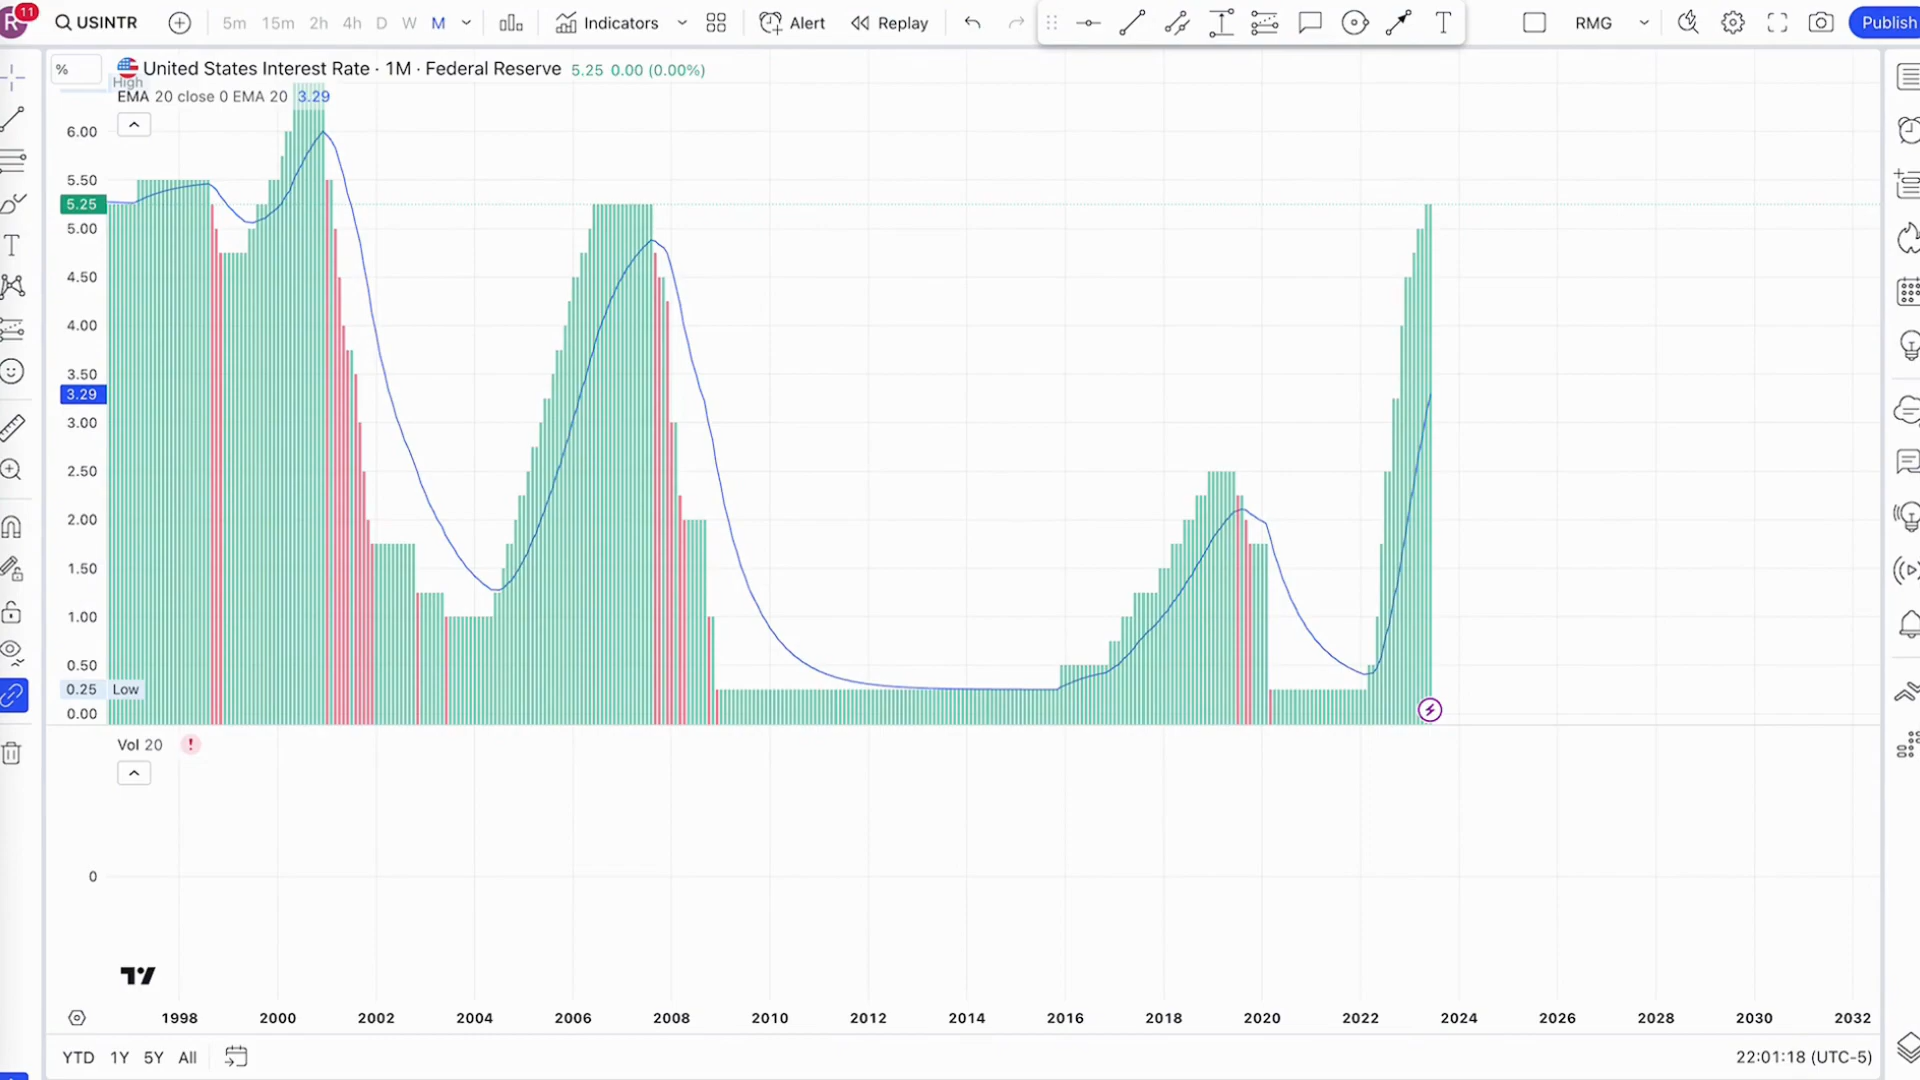 R 11 USINTR 5m 15m 2h 4h D W M Indicators Alert Replay T RMG Publish
% United States Interest Rate · 1M · Federal Reserve 5.25 0.00 (0.00%)
High
EMA 20 close 0 EMA 20 3.29
6.00
5.50
5.25
5.00
4.50
4.00
3.50
3.29
3.00
2.50
2.00
1.50
1.00
0.50
0.25 Low
0.00
Vol 20 !
0
1998 2000 2002 2004 2006 2008 2010 2012 2014 2016 2018 2020 2022 2024 2026 2028 2030 2032
YTD 1Y 5Y All 22:01:18 (UTC-5)